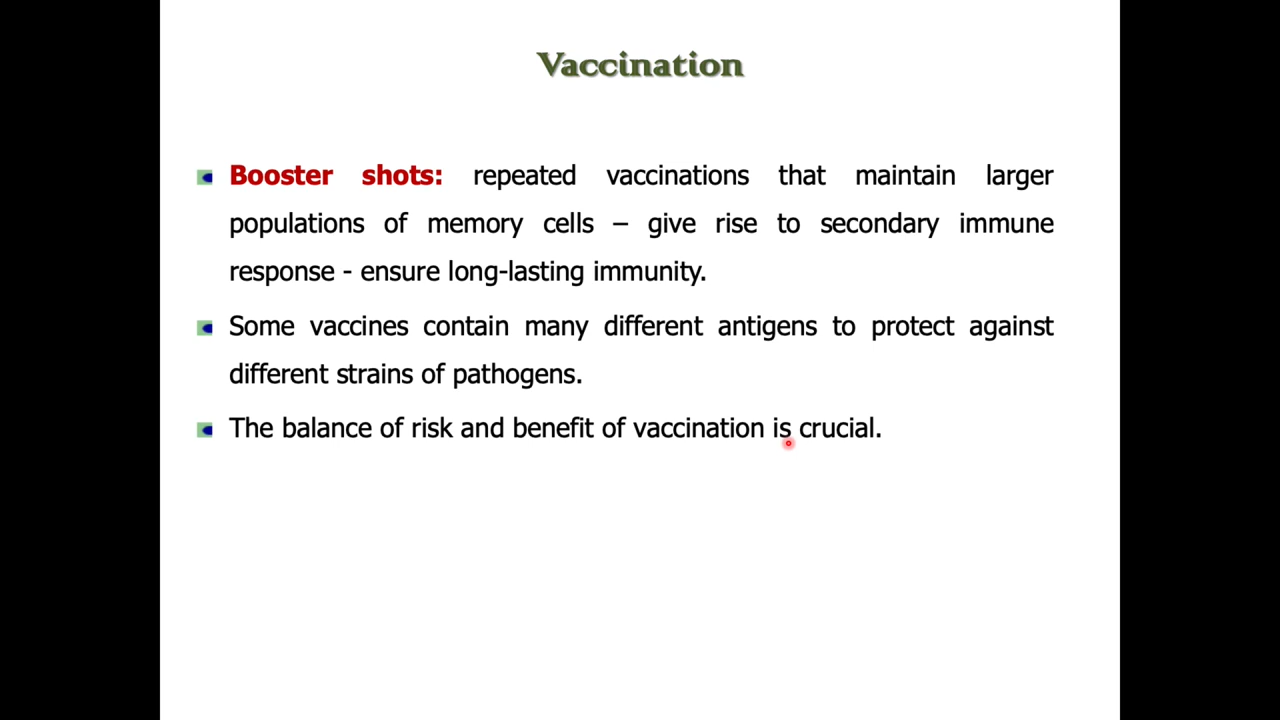 Vaccination
Booster shots: repeated vaccinations that maintain larger
populations of memory cells – give rise to secondary immune
response - ensure long-lasting immunity.
Some vaccines contain many different antigens to protect against
different strains of pathogens.
The balance of risk and benefit of vaccination is crucial.